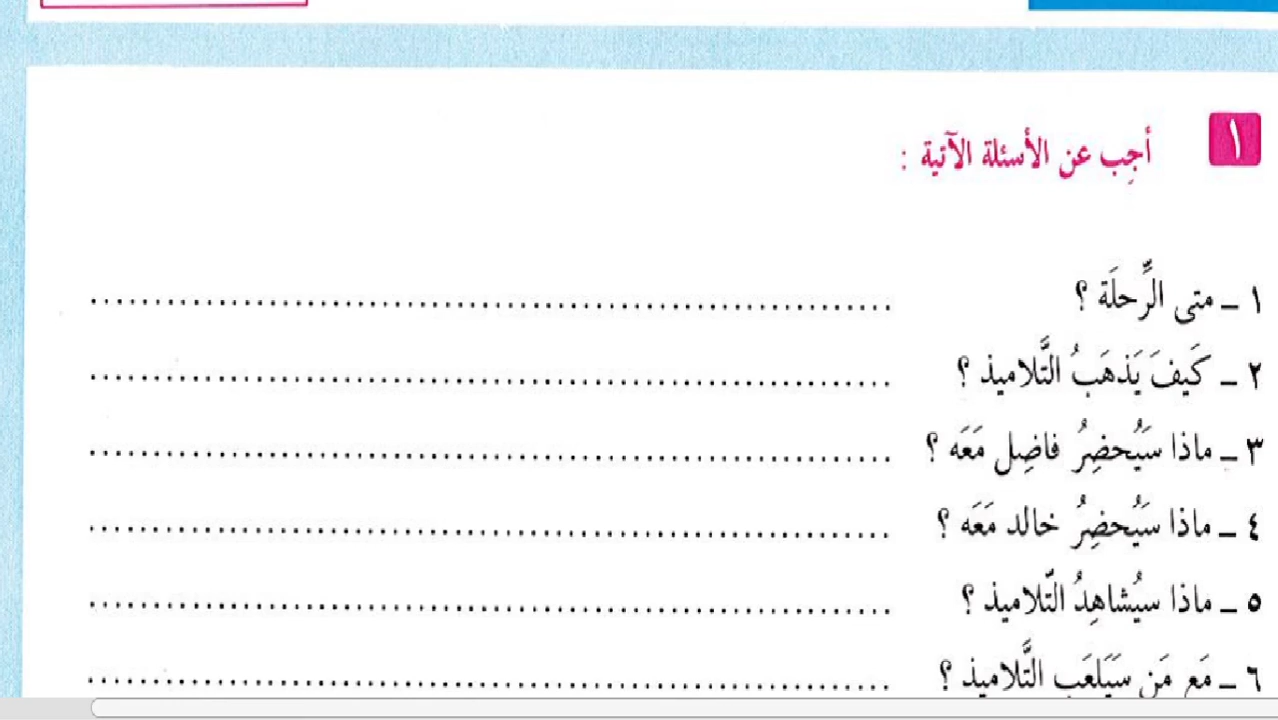 ١
أجِب عن الأسئلة الآتية :
١ ـ متى الرِّحلَة ؟ ................................................................
٢ ـ كَيفَ يَذهَبُ التَّلاميذ ؟ ................................................................
٣ ـ ماذا سَيُحضِرُ فاضِل مَعَه ؟ ................................................................
٤ ـ ماذا سَيُحضِرُ خالد مَعَه ؟ ................................................................
٥ ـ ماذا سيُشاهِدُ التَّلاميذ ؟ ................................................................
٦ ـ مَع مَن سَيَلعَب التَّلاميذ ؟ ................................................................